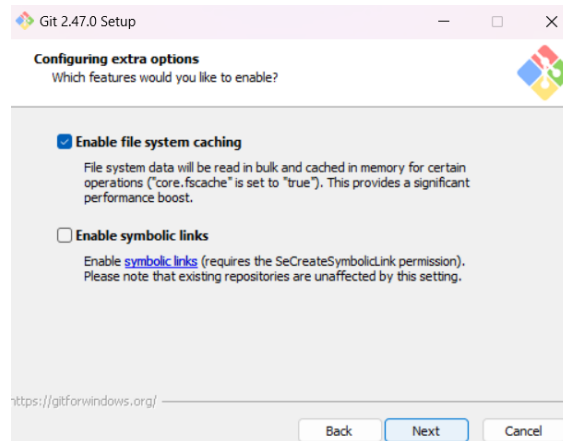 Git 2.47.0 Setup
Configuring extra options
Which features would you like to enable?
Enable file system caching
File system data will be read in bulk and cached in memory for certain
operations ("core.fscache" is set to "true"). This provides a significant
performance boost.
Enable symbolic links
Enable symbolic links (requires the SeCreateSymbolicLink permission).
Please note that existing repositories are unaffected by this setting.
https://gitforwindows.org/
Back Next Cancel